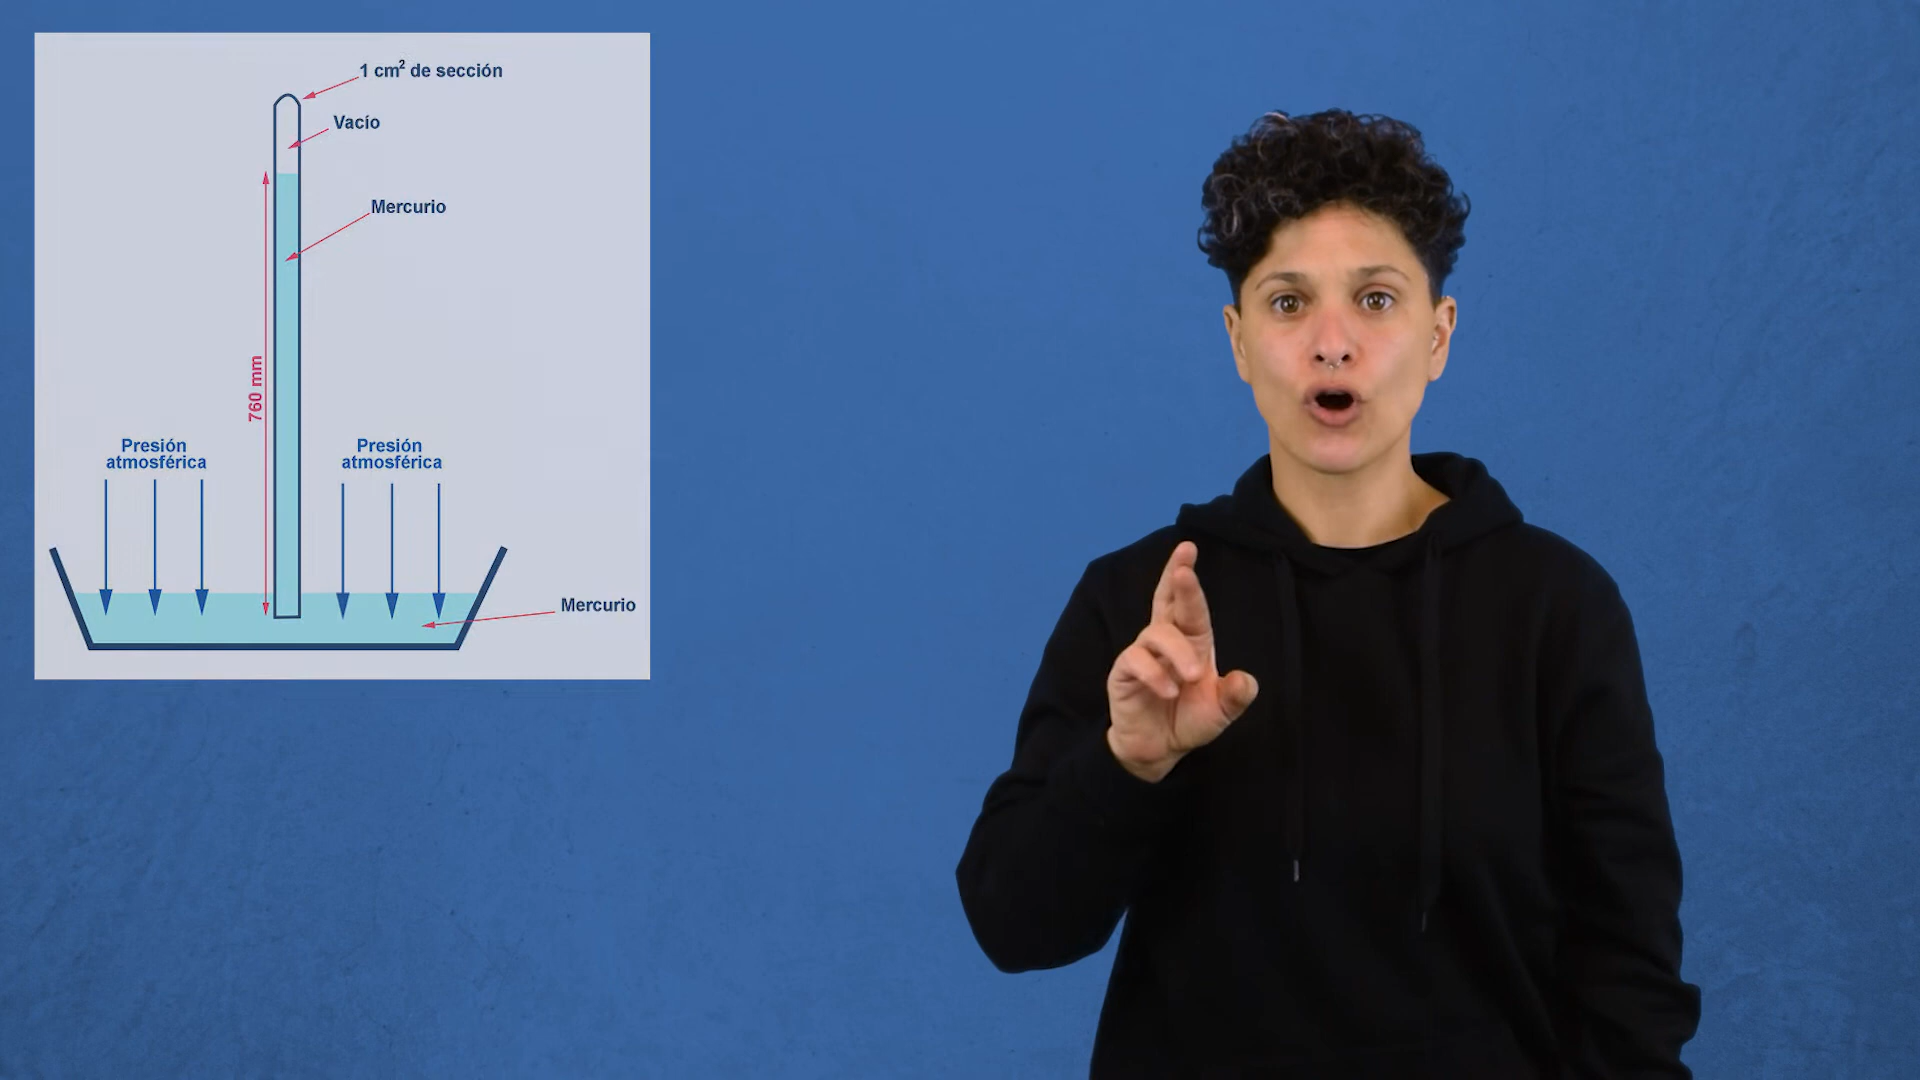 1 cm² de sección
Vacío
Mercurio
760 mm
Presión
atmosférica
Presión
atmosférica
Mercurio